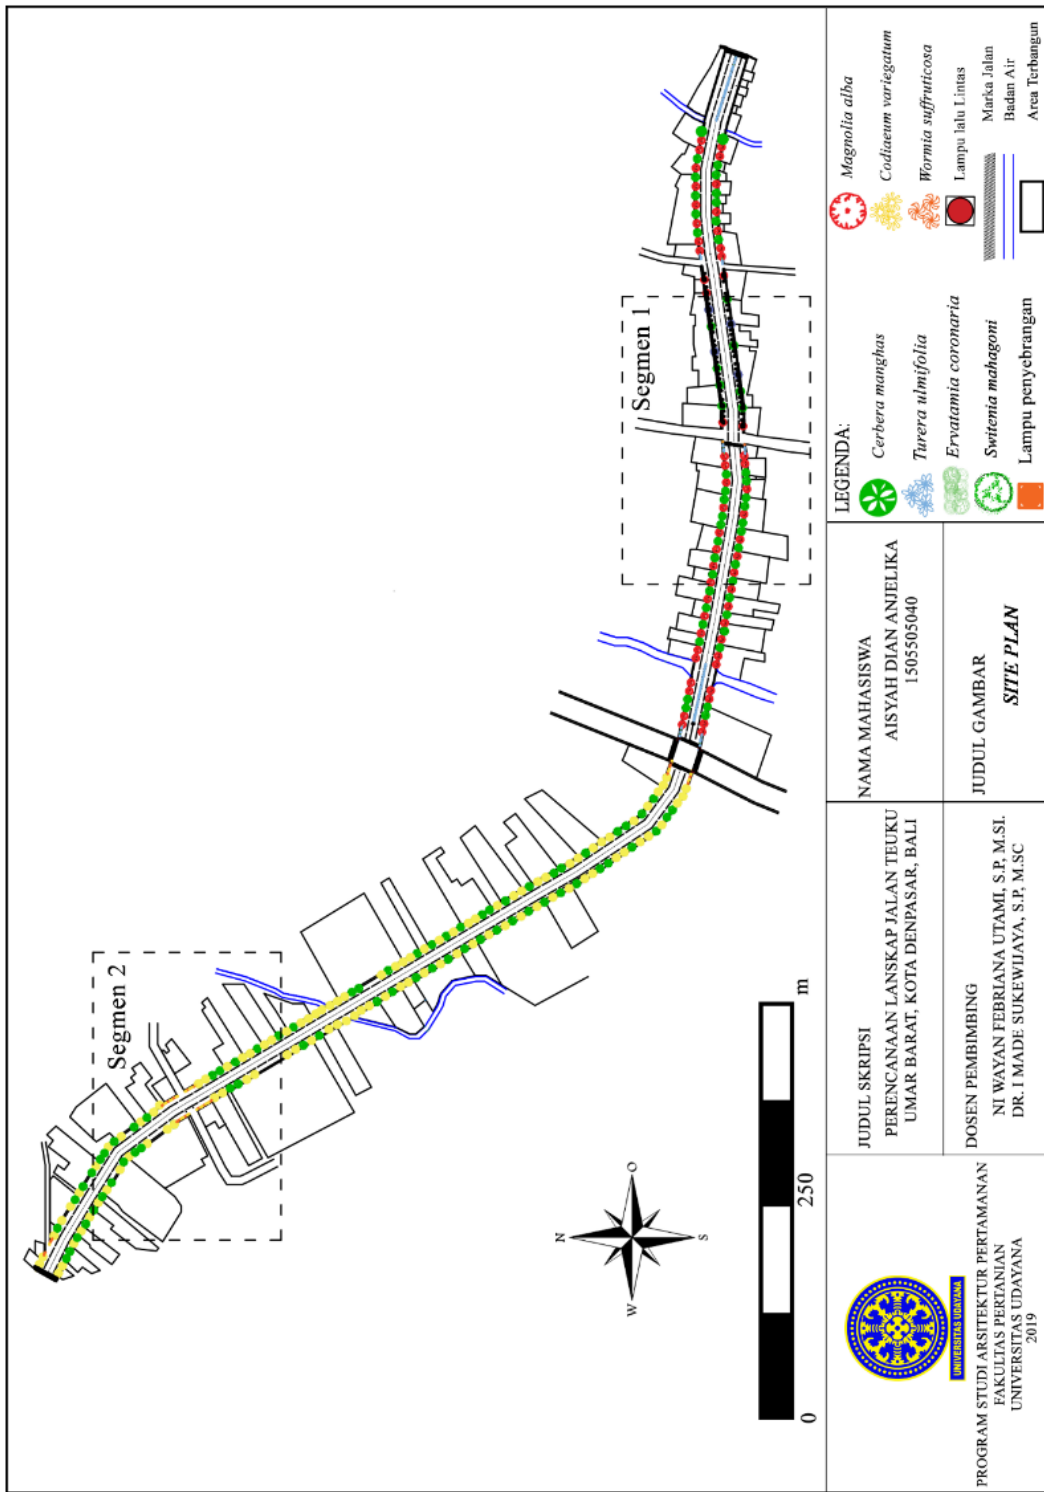 Segmen 2
Segmen 1
N
O
S
W
0
250
m
UNIVERSITAS UDAYANA
PROGRAM STUDI ARSITEKTUR PERTAMANAN
FAKULTAS PERTANIAN
UNIVERSITAS UDAYANA
2019
JUDUL SKRIPSI
PERENCANAAN LANSKAP JALAN TEUKU
UMAR BARAT, KOTA DENPASAR, BALI
DOSEN PEMBIMBING
NI WAYAN FEBRIANA UTAMI, S.P, M.SI.
DR. I MADE SUKEWIJAYA, S.P, M.SC
NAMA MAHASISWA
AISYAH DIAN ANJELIKA
1505505040
JUDUL GAMBAR
SITE PLAN
LEGENDA:
Cerbera manghas
Turera ulmifolia
Ervatamia coronaria
Switenia mahagoni
Lampu penyebrangan
Magnolia alba
Codiaeum variegatum
Wormia suffruticosa
Lampu lalu Lintas
Marka Jalan
Badan Air
Area Terbangun